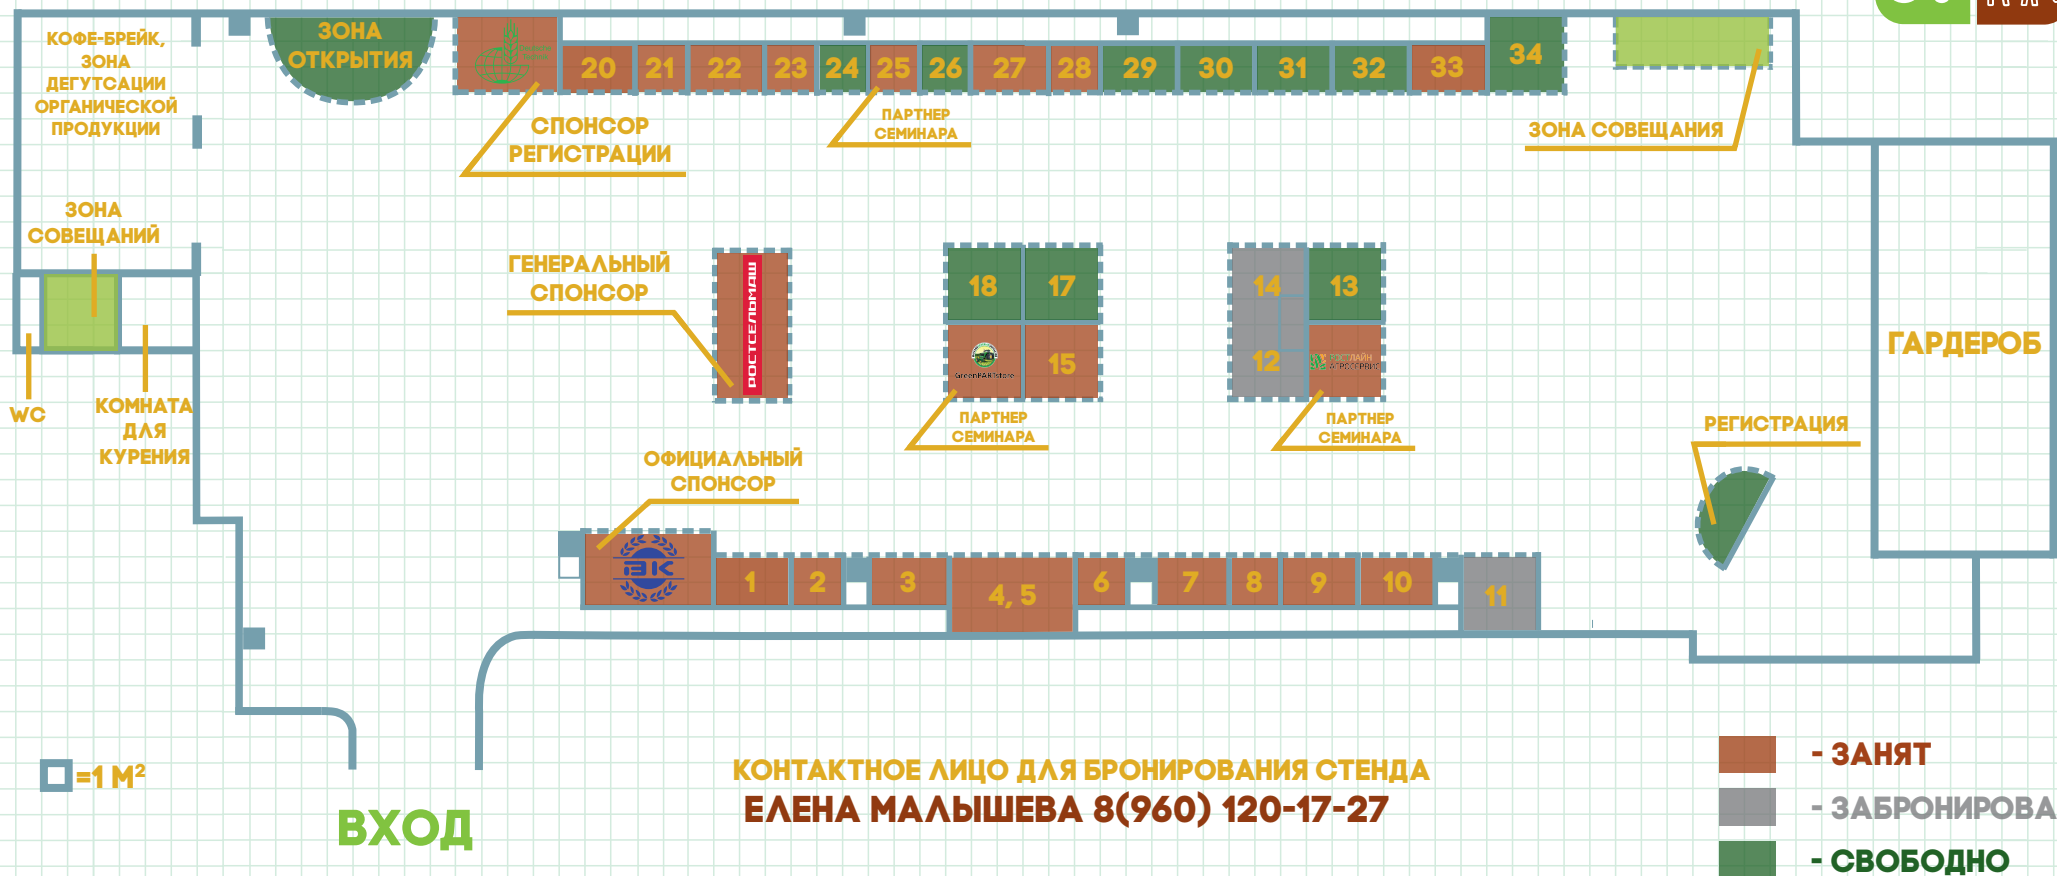 КОФЕ-БРЕЙК,
ЗОНА
ДЕГУТСАЦИИ
ОРГАНИЧЕСКОЙ
ПРОДУКЦИИ
ЗОНА
ОТКРЫТИЯ
20 21 22 23 24 25 26 27 28 29 30 31 32 33 34
СПОНСОР
РЕГИСТРАЦИИ
ПАРТНЕР
СЕМИНАРА
ЗОНА СОВЕЩАНИЯ
ЗОНА
СОВЕЩАНИЙ
WC
КОМНАТА
ДЛЯ
КУРЕНИЯ
ГЕНЕРАЛЬНЫЙ
СПОНСОР
РОСТСЕЛЬМАШ
18 17
GreenPARTstore
15
ПАРТНЕР
СЕМИНАРА
14 13
12
РОСТЛАЙН
АГРОСЕРВИС
ПАРТНЕР
СЕМИНАРА
ГАРДЕРОБ
РЕГИСТРАЦИЯ
ОФИЦИАЛЬНЫЙ
СПОНСОР
1 2 3 4, 5 6 7 8 9 10 11
=1 М²
ВХОД
КОНТАКТНОЕ ЛИЦО ДЛЯ БРОНИРОВАНИЯ СТЕНДА
ЕЛЕНА МАЛЫШЕВА 8(960) 120-17-27
- ЗАНЯТ
- ЗАБРОНИРОВА
- СВОБОДНО